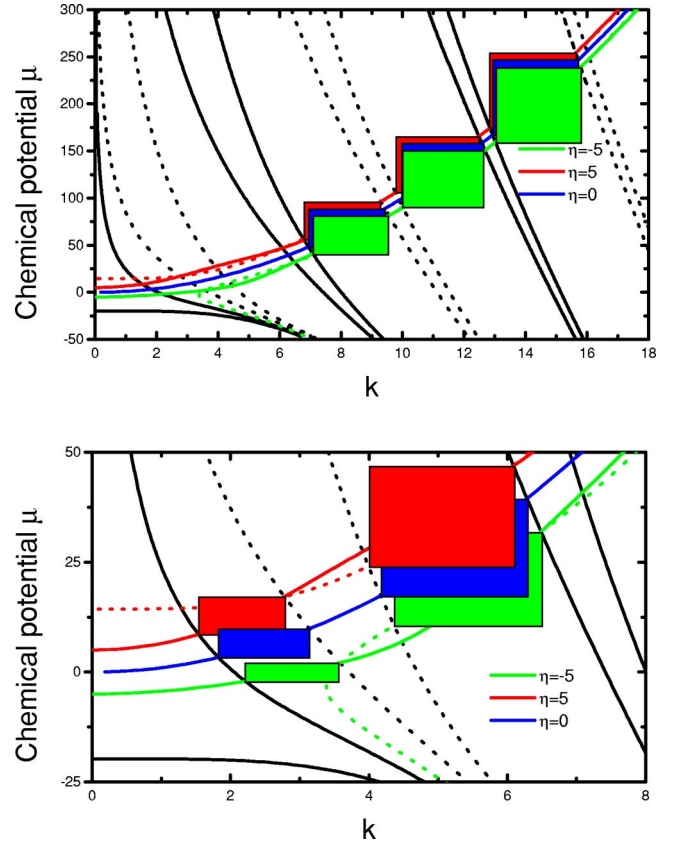 300
250
200
150
100
50
0
-50
Chemical potential μ
η=-5
η=5
η=0
0 2 4 6 8 10 12 14 16 18
k
50
25
0
-25
Chemical potential μ
η=-5
η=5
η=0
0 2 4 6 8
k